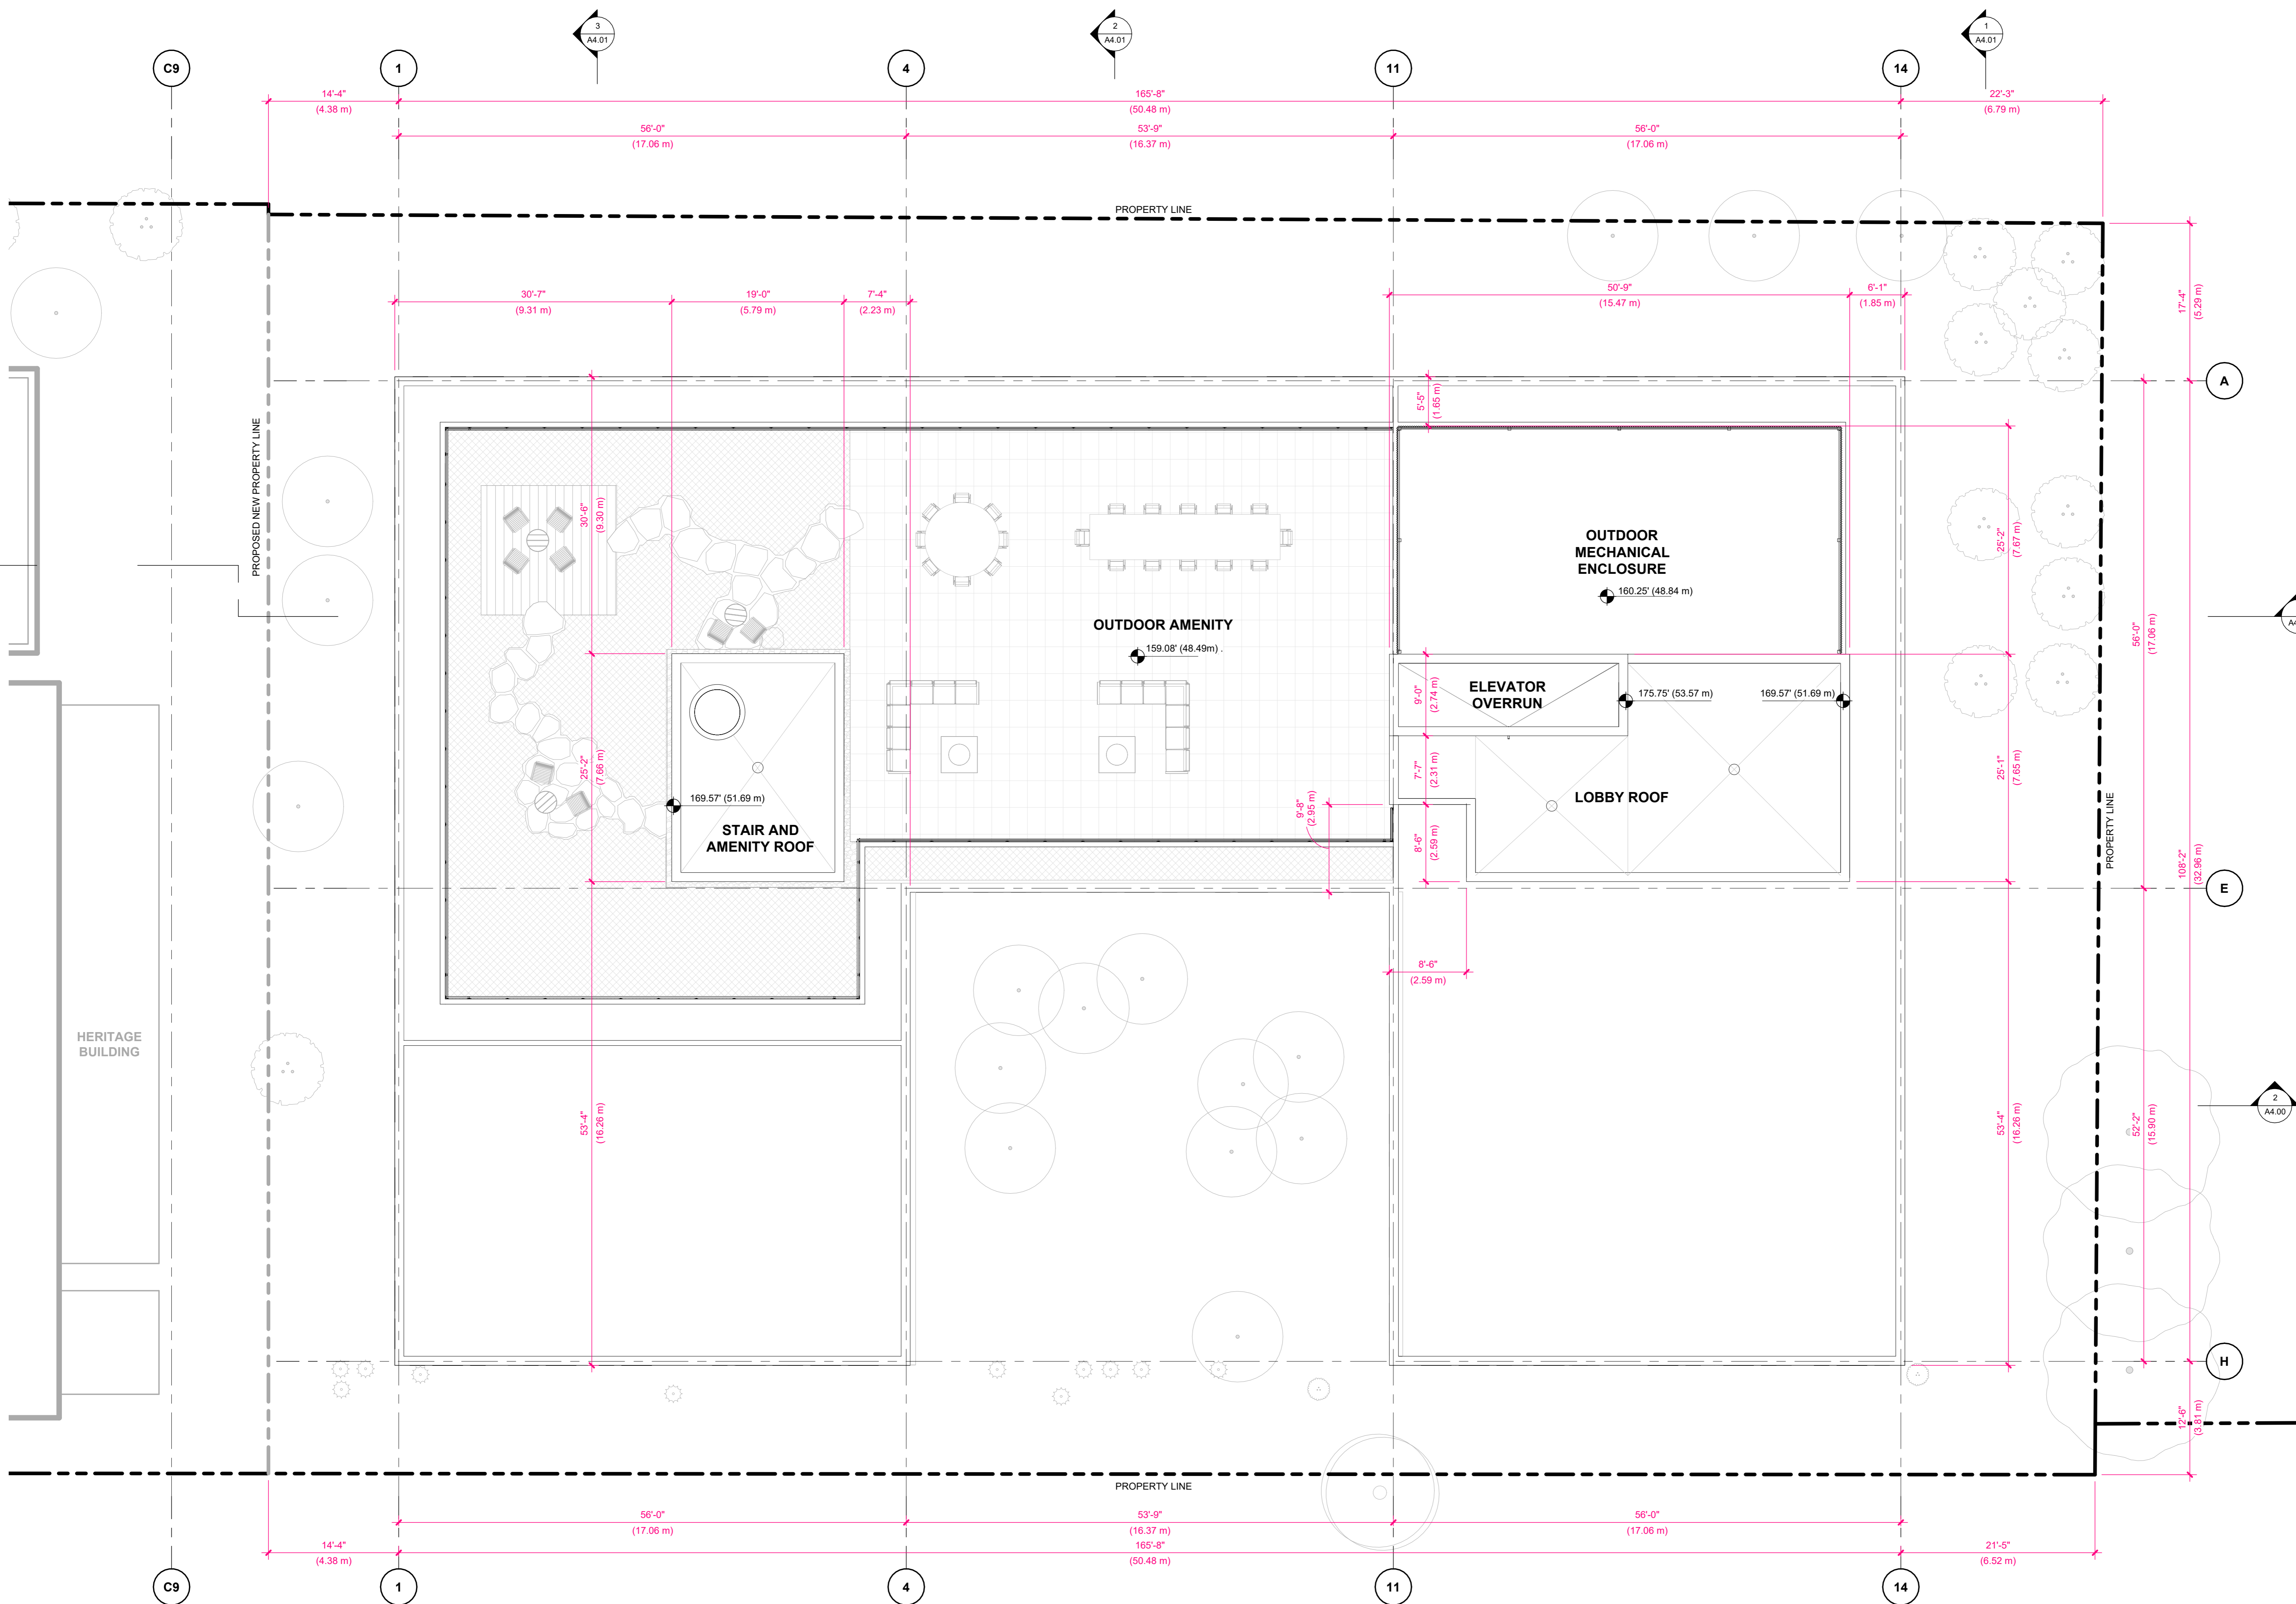 3
A4.01
2
A4.01
1
A4.01
C9
1
4
11
14
14'-4"
(4.38 m)
165'-8"
(50.48 m)
22'-3"
(6.79 m)
56'-0"
(17.06 m)
53'-9"
(16.37 m)
56'-0"
(17.06 m)
PROPERTY LINE
30'-7"
(9.31 m)
19'-0"
(5.79 m)
7'-4"
(2.23 m)
50'-9"
(15.47 m)
6'-1"
(1.85 m)
17'-4"
(5.29 m)
A
5'-5"
(1.65 m)
PROPOSED NEW PROPERTY LINE
30'-6"
(9.30 m)
OUTDOOR
MECHANICAL
ENCLOSURE
160.25' (48.84 m)
25'-2"
(7.67 m)
OUTDOOR AMENITY
159.08' (48.49m) .
56'-0"
(17.06 m)
ELEVATOR
OVERRUN
9'-0"
(2.74 m)
175.75' (53.57 m)
169.57' (51.69 m)
25'-2"
(7.66 m)
7'-7"
(2.31 m)
25'-1"
(7.65 m)
169.57' (51.69 m)
STAIR AND
AMENITY ROOF
9'-8"
(2.95 m)
LOBBY ROOF
8'-6"
(2.59 m)
PROPERTY LINE
108'-2"
(32.96 m)
E
8'-6"
(2.59 m)
HERITAGE
BUILDING
53'-4"
(16.26 m)
53'-4"
(16.26 m)
52'-2"
(15.90 m)
2
A4.00
H
12'-6"
(3.81 m)
PROPERTY LINE
56'-0"
(17.06 m)
53'-9"
(16.37 m)
56'-0"
(17.06 m)
14'-4"
(4.38 m)
165'-8"
(50.48 m)
21'-5"
(6.52 m)
C9
1
4
11
14